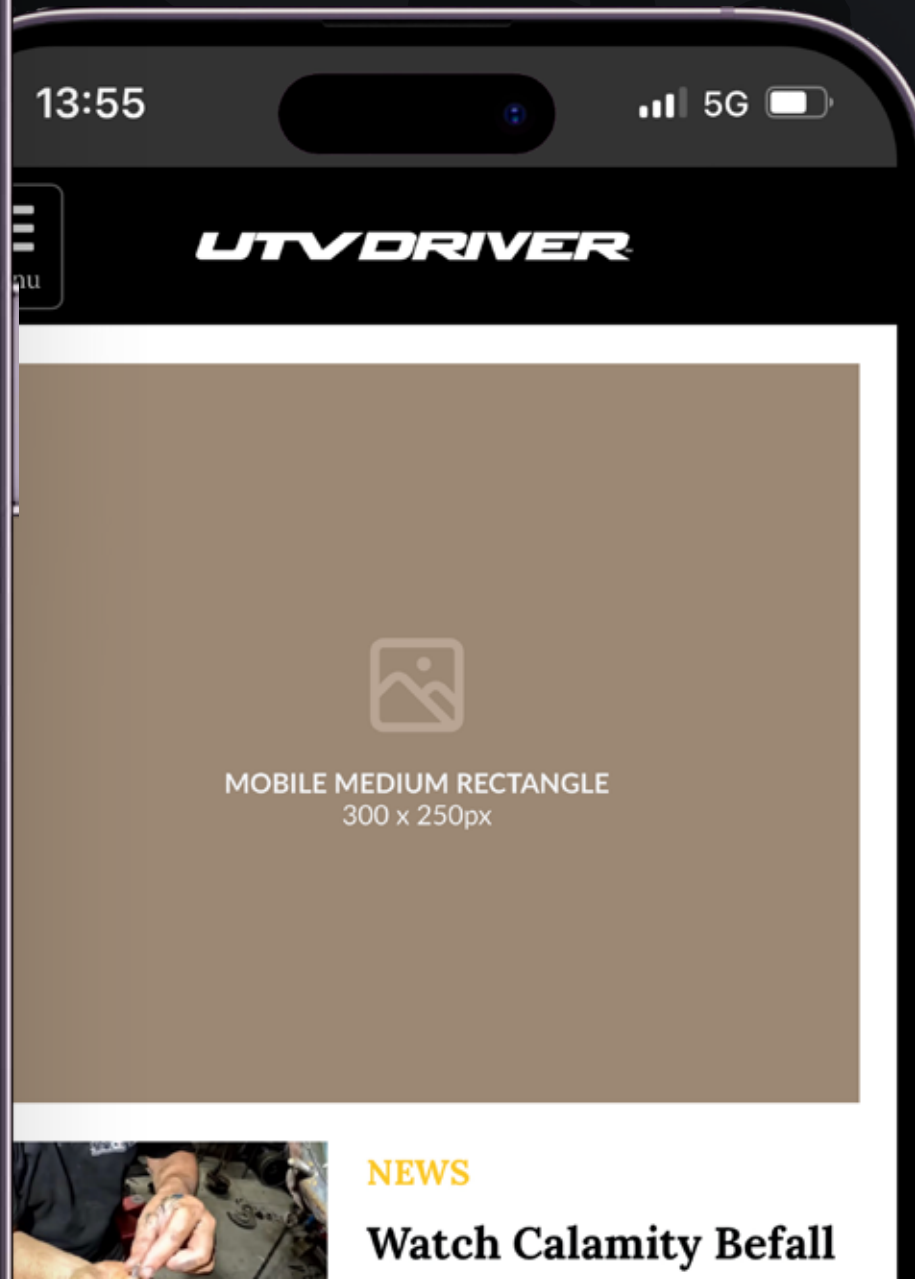 13:55
5G
nu
UTVDRIVER
MOBILE MEDIUM RECTANGLE
300 x 250px
NEWS
Watch Calamity Befall